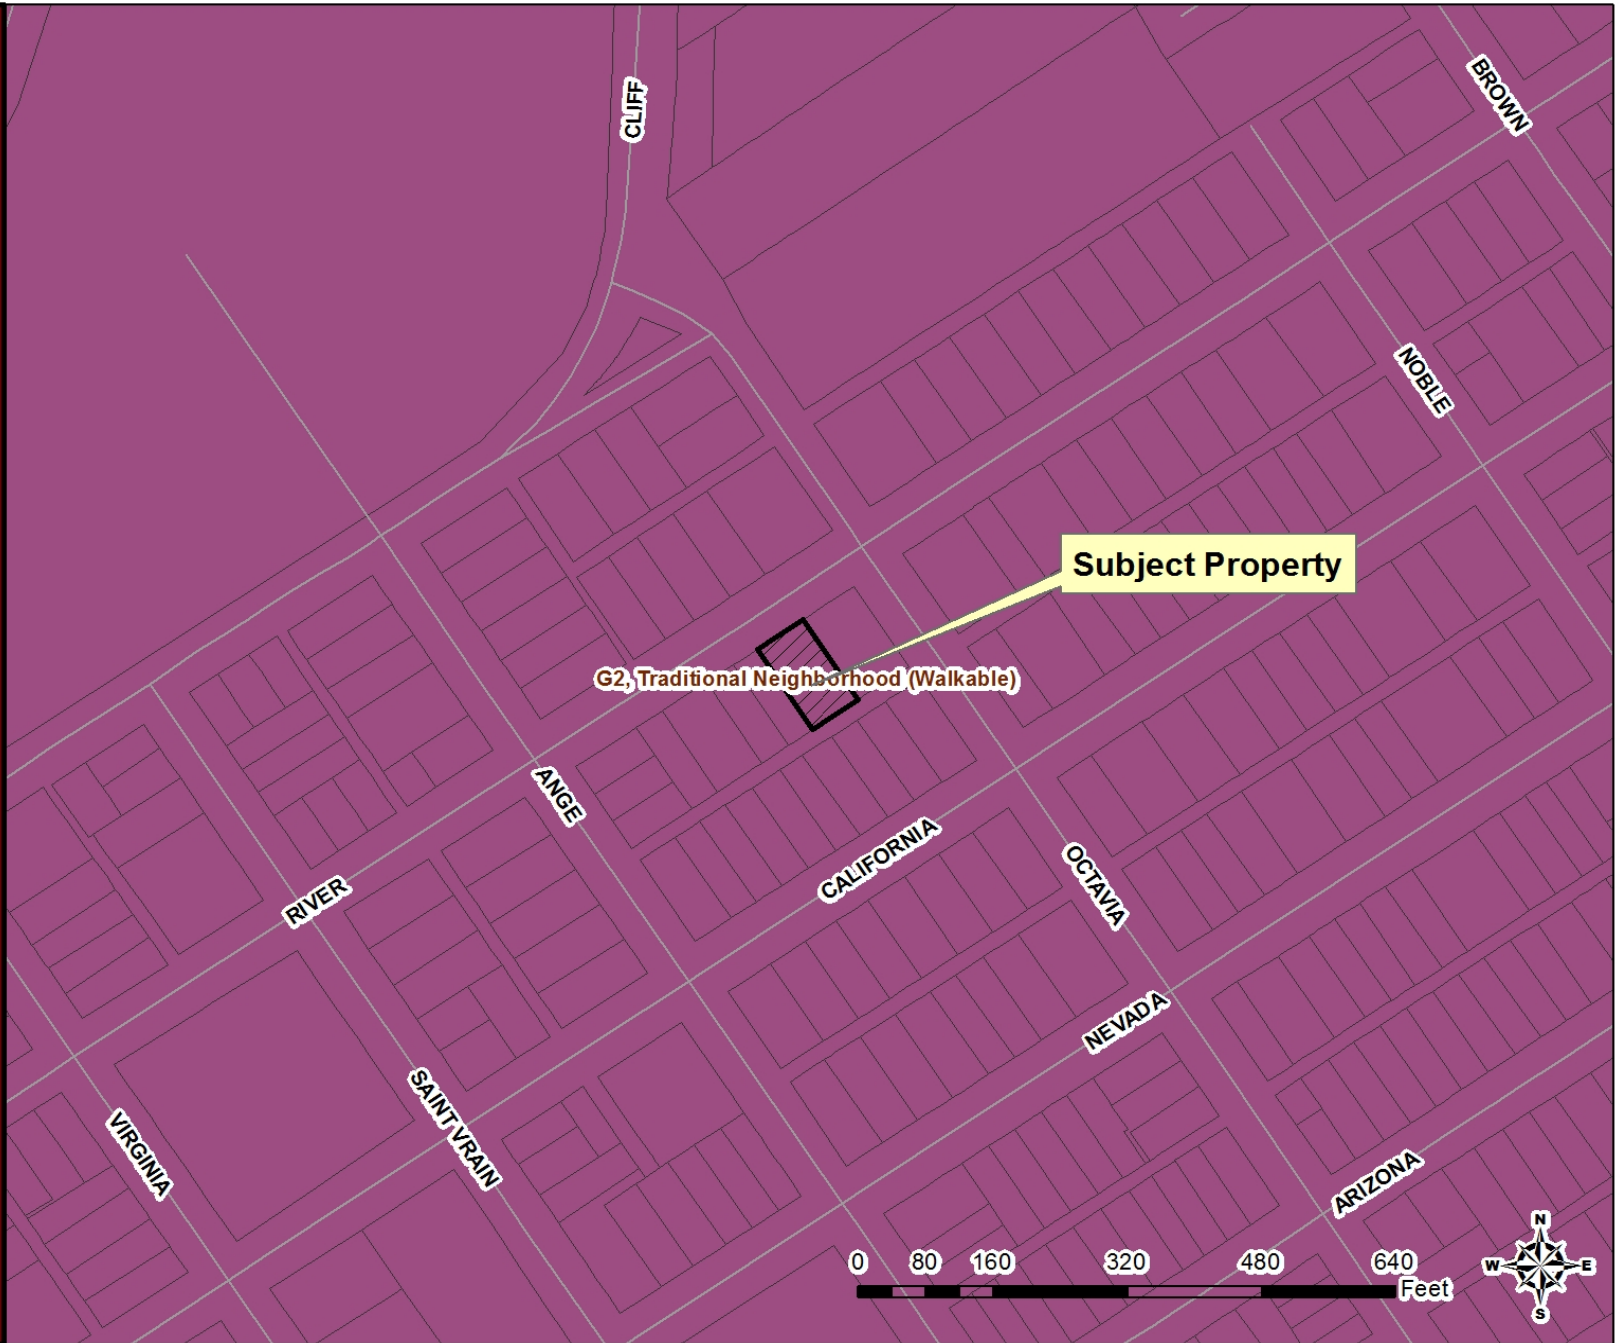 CLIFF
BROWN
NOBLE
Subject Property
G2, Traditional Neighborhood (Walkable)
ANGE
CALIFORNIA
OCTAVIA
RIVER
NEVADA
SAINT VRAIN
VIRGINIA
ARIZONA
N
W E
S
0 80 160 320 480 640
Feet